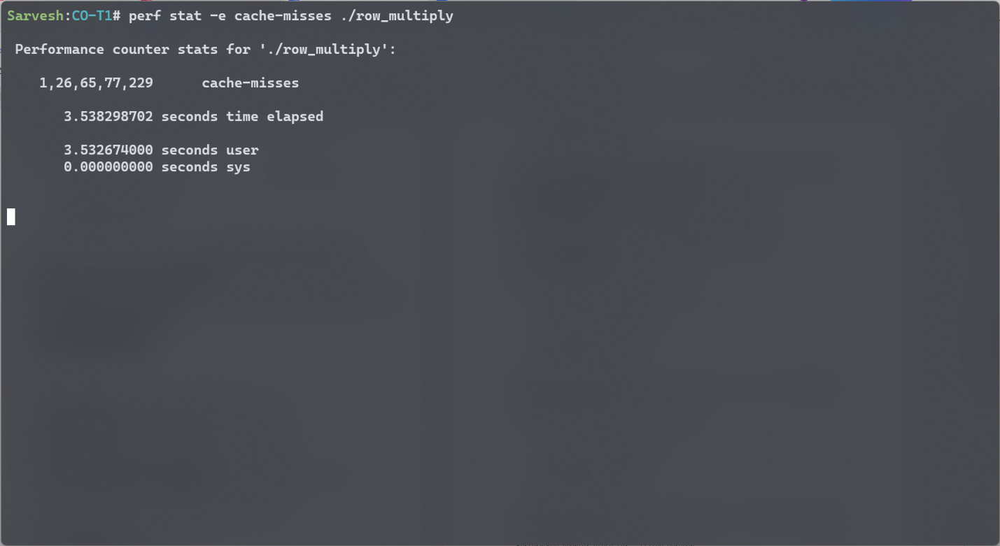 Sarvesh:CO-T1# perf stat -e cache-misses ./row_multiply
Performance counter stats for './row_multiply':
1,26,65,77,229 cache-misses
3.538298702 seconds time elapsed
3.532674000 seconds user
0.000000000 seconds sys